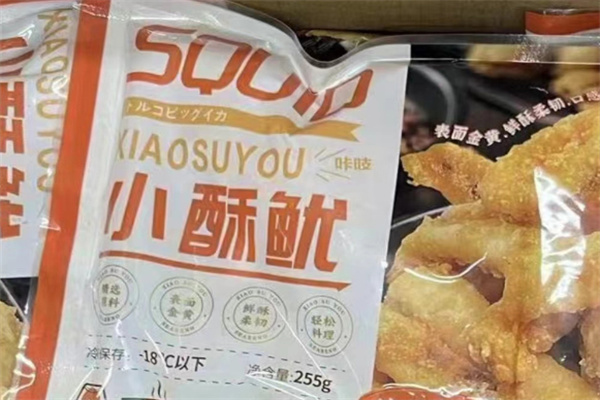 SQUID
トルコビッグイカ
XIAOSUYOU
咔吱
小酥鱿
表面金黄·鲜酥柔韧·口感
精选
原料
表面
金黄
鲜酥
柔韧
轻松
料理
冷保存: -18℃以下
净含量:255g
XIAOSUYOU